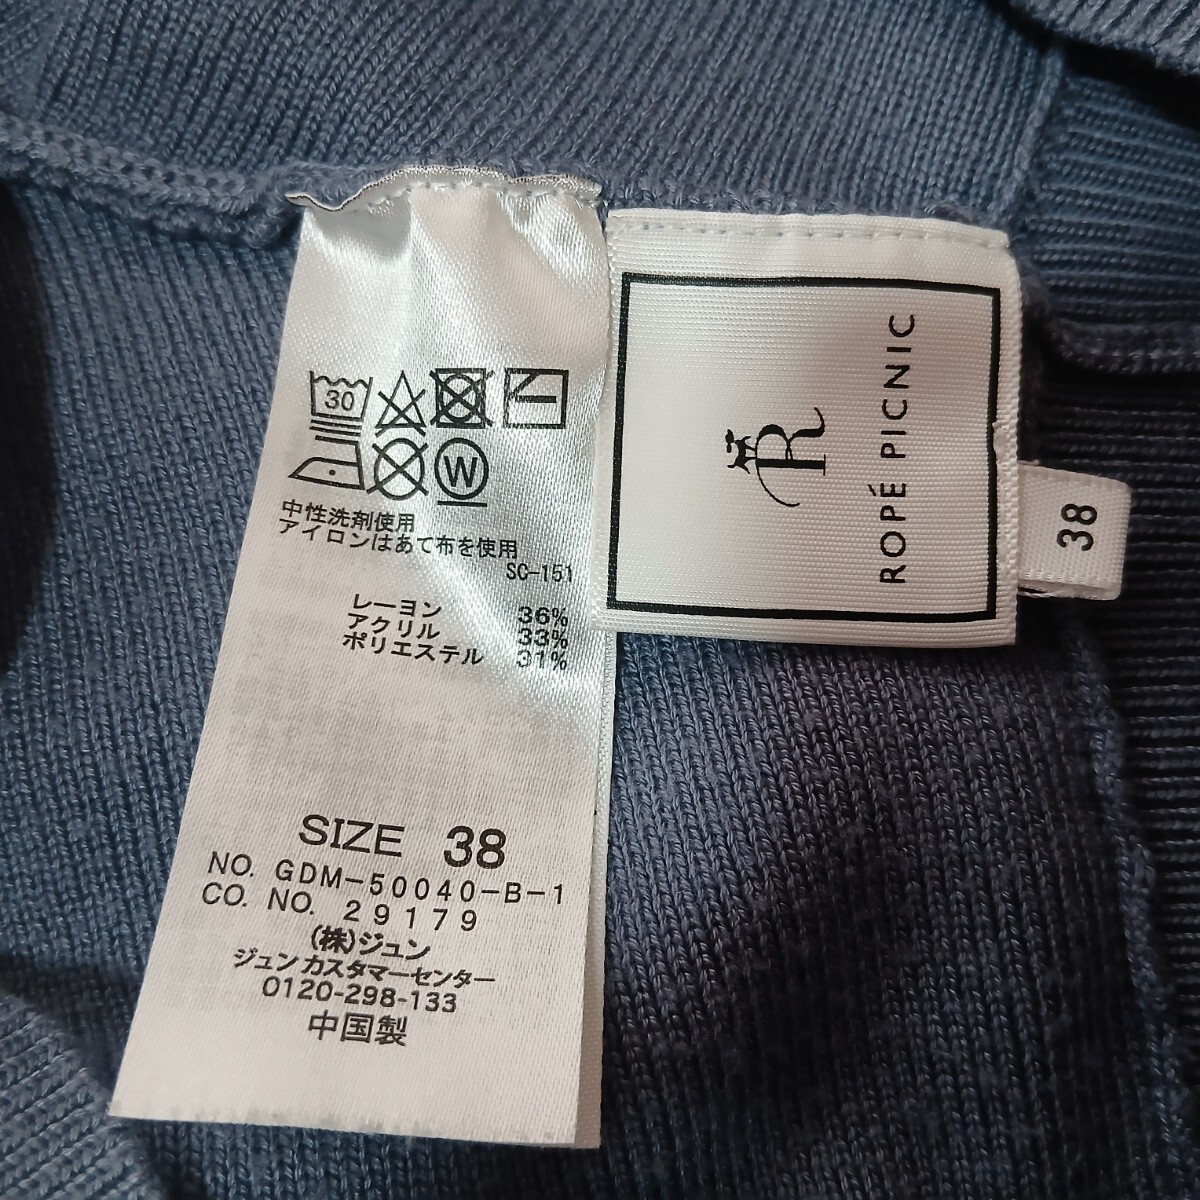 30
W
中性洗剤使用
アイロンはあて布を使用
SC-151
レーヨン 36%
アクリル 33%
ポリエステル 31%
SIZE 38
NO. GDM-50040-B-1
CO. NO. 29179
(株)ジュン
ジュンカスタマーセンター
0120-298-133
中国製
R
ROPÉ PICNIC
38